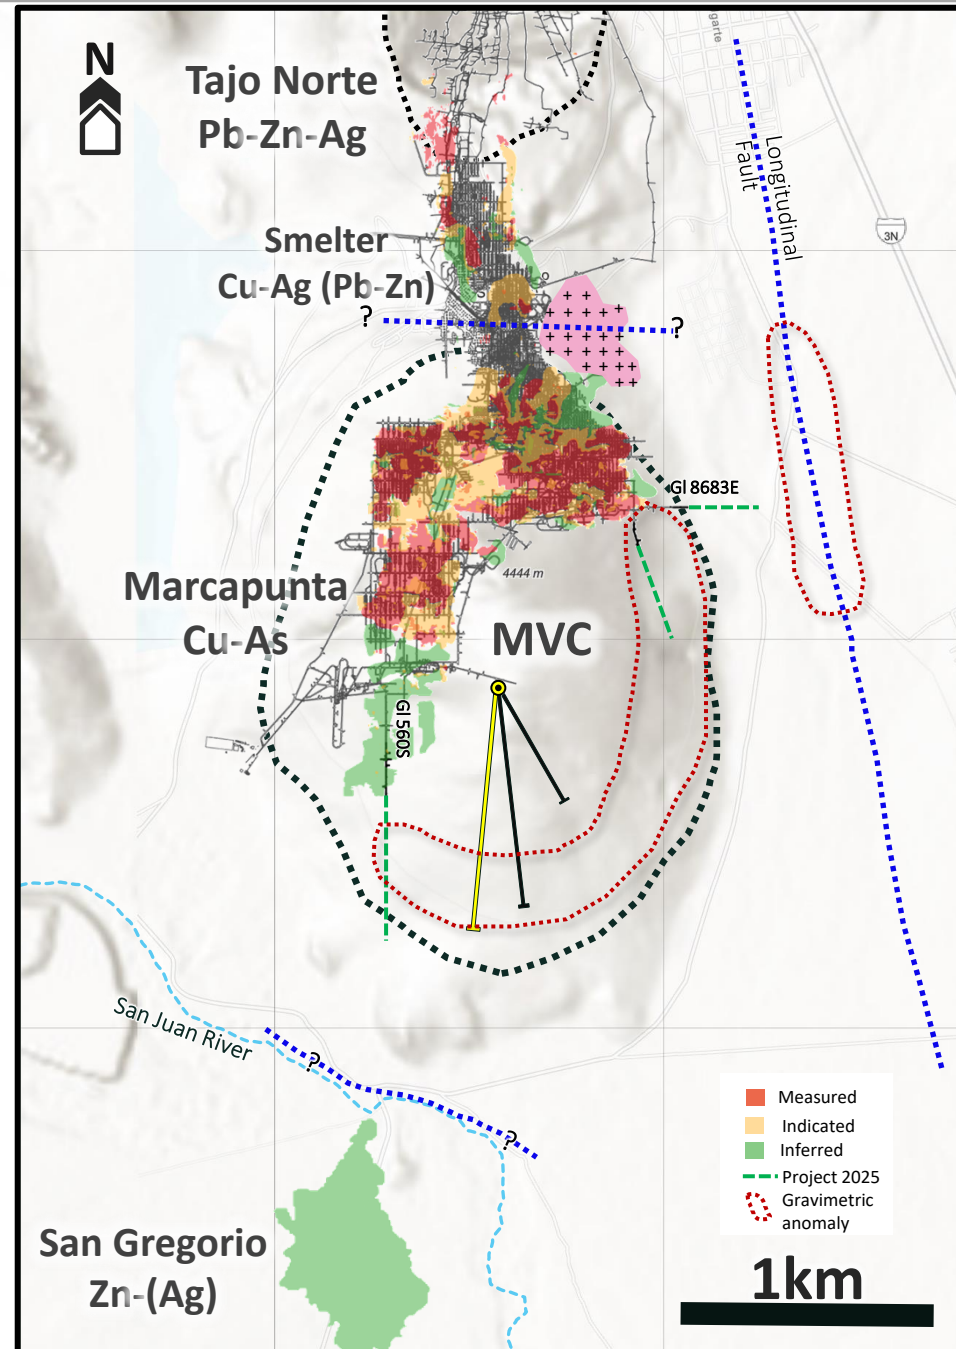 N
Tajo Norte
Pb-Zn-Ag
Smelter
Cu-Ag (Pb-Zn)
?
?
Longitudinal
Fault
3N
Gl 8683E
4444 m
Marcapunta
Cu-As
MVC
Gl 560S
San Juan River
?
?
San Gregorio
Zn-(Ag)
Measured
Indicated
Inferred
Project 2025
Gravimetric
anomaly
1km